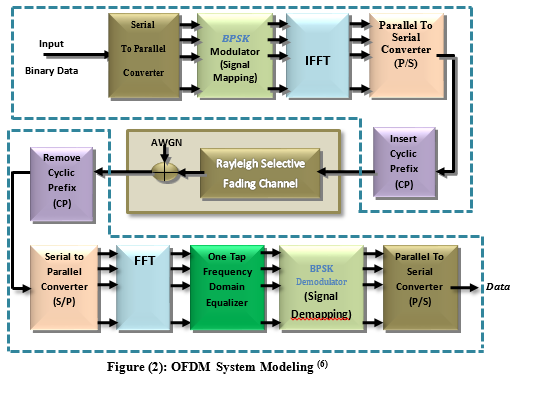 Input
Binary Data
Serial
To Parallel
Converter
BPSK
Modulator
(Signal
Mapping)
IFFT
Parallel To
Serial
Converter
(P/S)
Insert
Cyclic
Prefix
(CP)
Rayleigh Selective
Fading Channel
AWGN
Remove
Cyclic
Prefix
(CP)
Serial to
Parallel
Converter
(S/P)
FFT
One Tap
Frequency
Domain
Equalizer
BPSK
Demodulator
(Signal
Demapping)
Parallel To
Serial
Converter
(P/S)
Data
Figure (2): OFDM System Modeling (6)